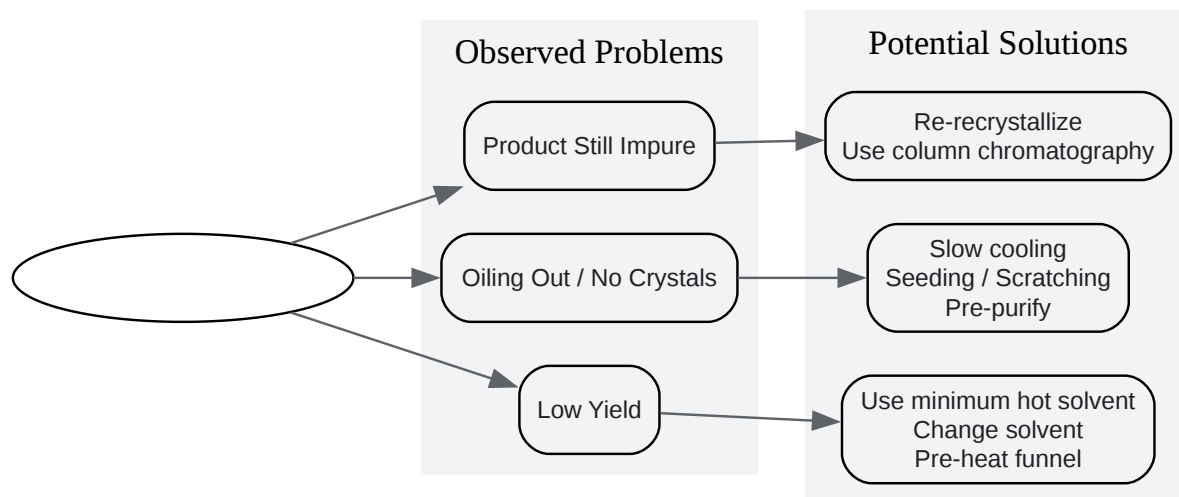 Observed Problems
Product Still Impure
Oiling Out / No Crystals
Low Yield
Potential Solutions
Re-recrystallize
Use column chromatography
Slow cooling
Seeding / Scratching
Pre-purify
Use minimum hot solvent
Change solvent
Pre-heat funnel